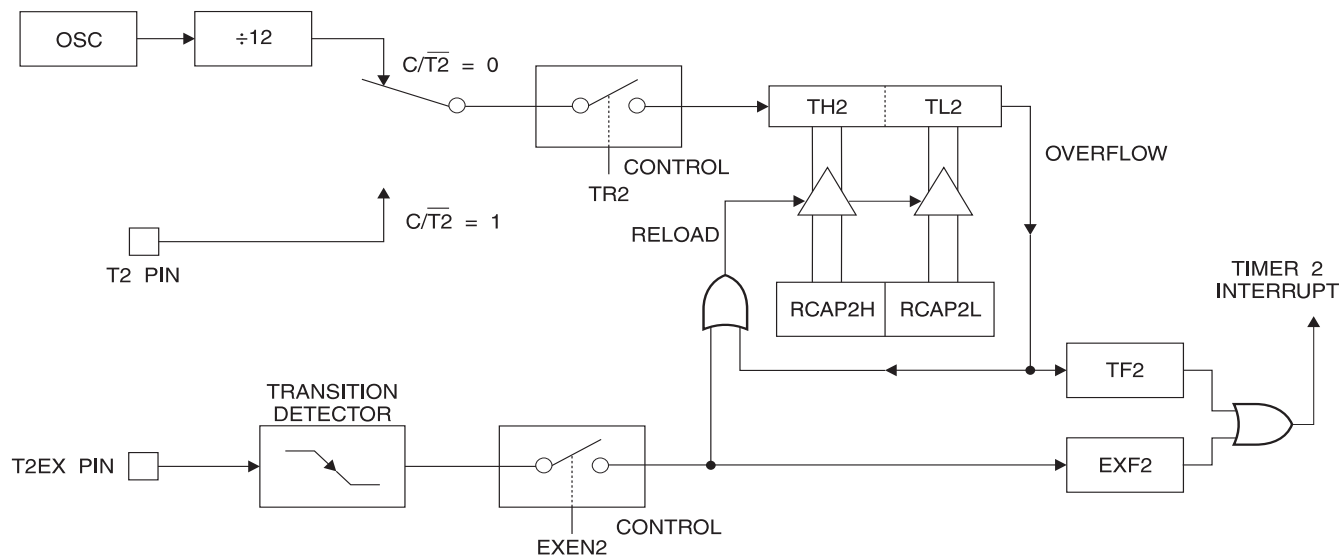 OSC
÷12
C/T2̅ = 0
TH2
TL2
OVERFLOW
CONTROL
TR2
C/T2̅ = 1
T2 PIN
RELOAD
RCAP2H
RCAP2L
TIMER 2
INTERRUPT
TF2
TRANSITION
DETECTOR
T2EX PIN
EXF2
CONTROL
EXEN2